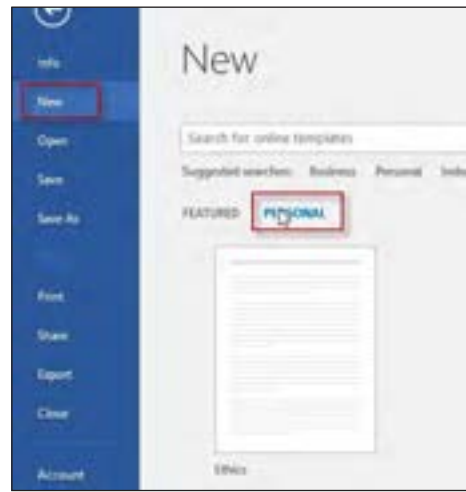 Info
New
Open
Save
Save As
Print
Share
Export
Close
Account
New
Search for online templates
Suggested searches: Business Personal
FEATURED PERSONAL
Ethics